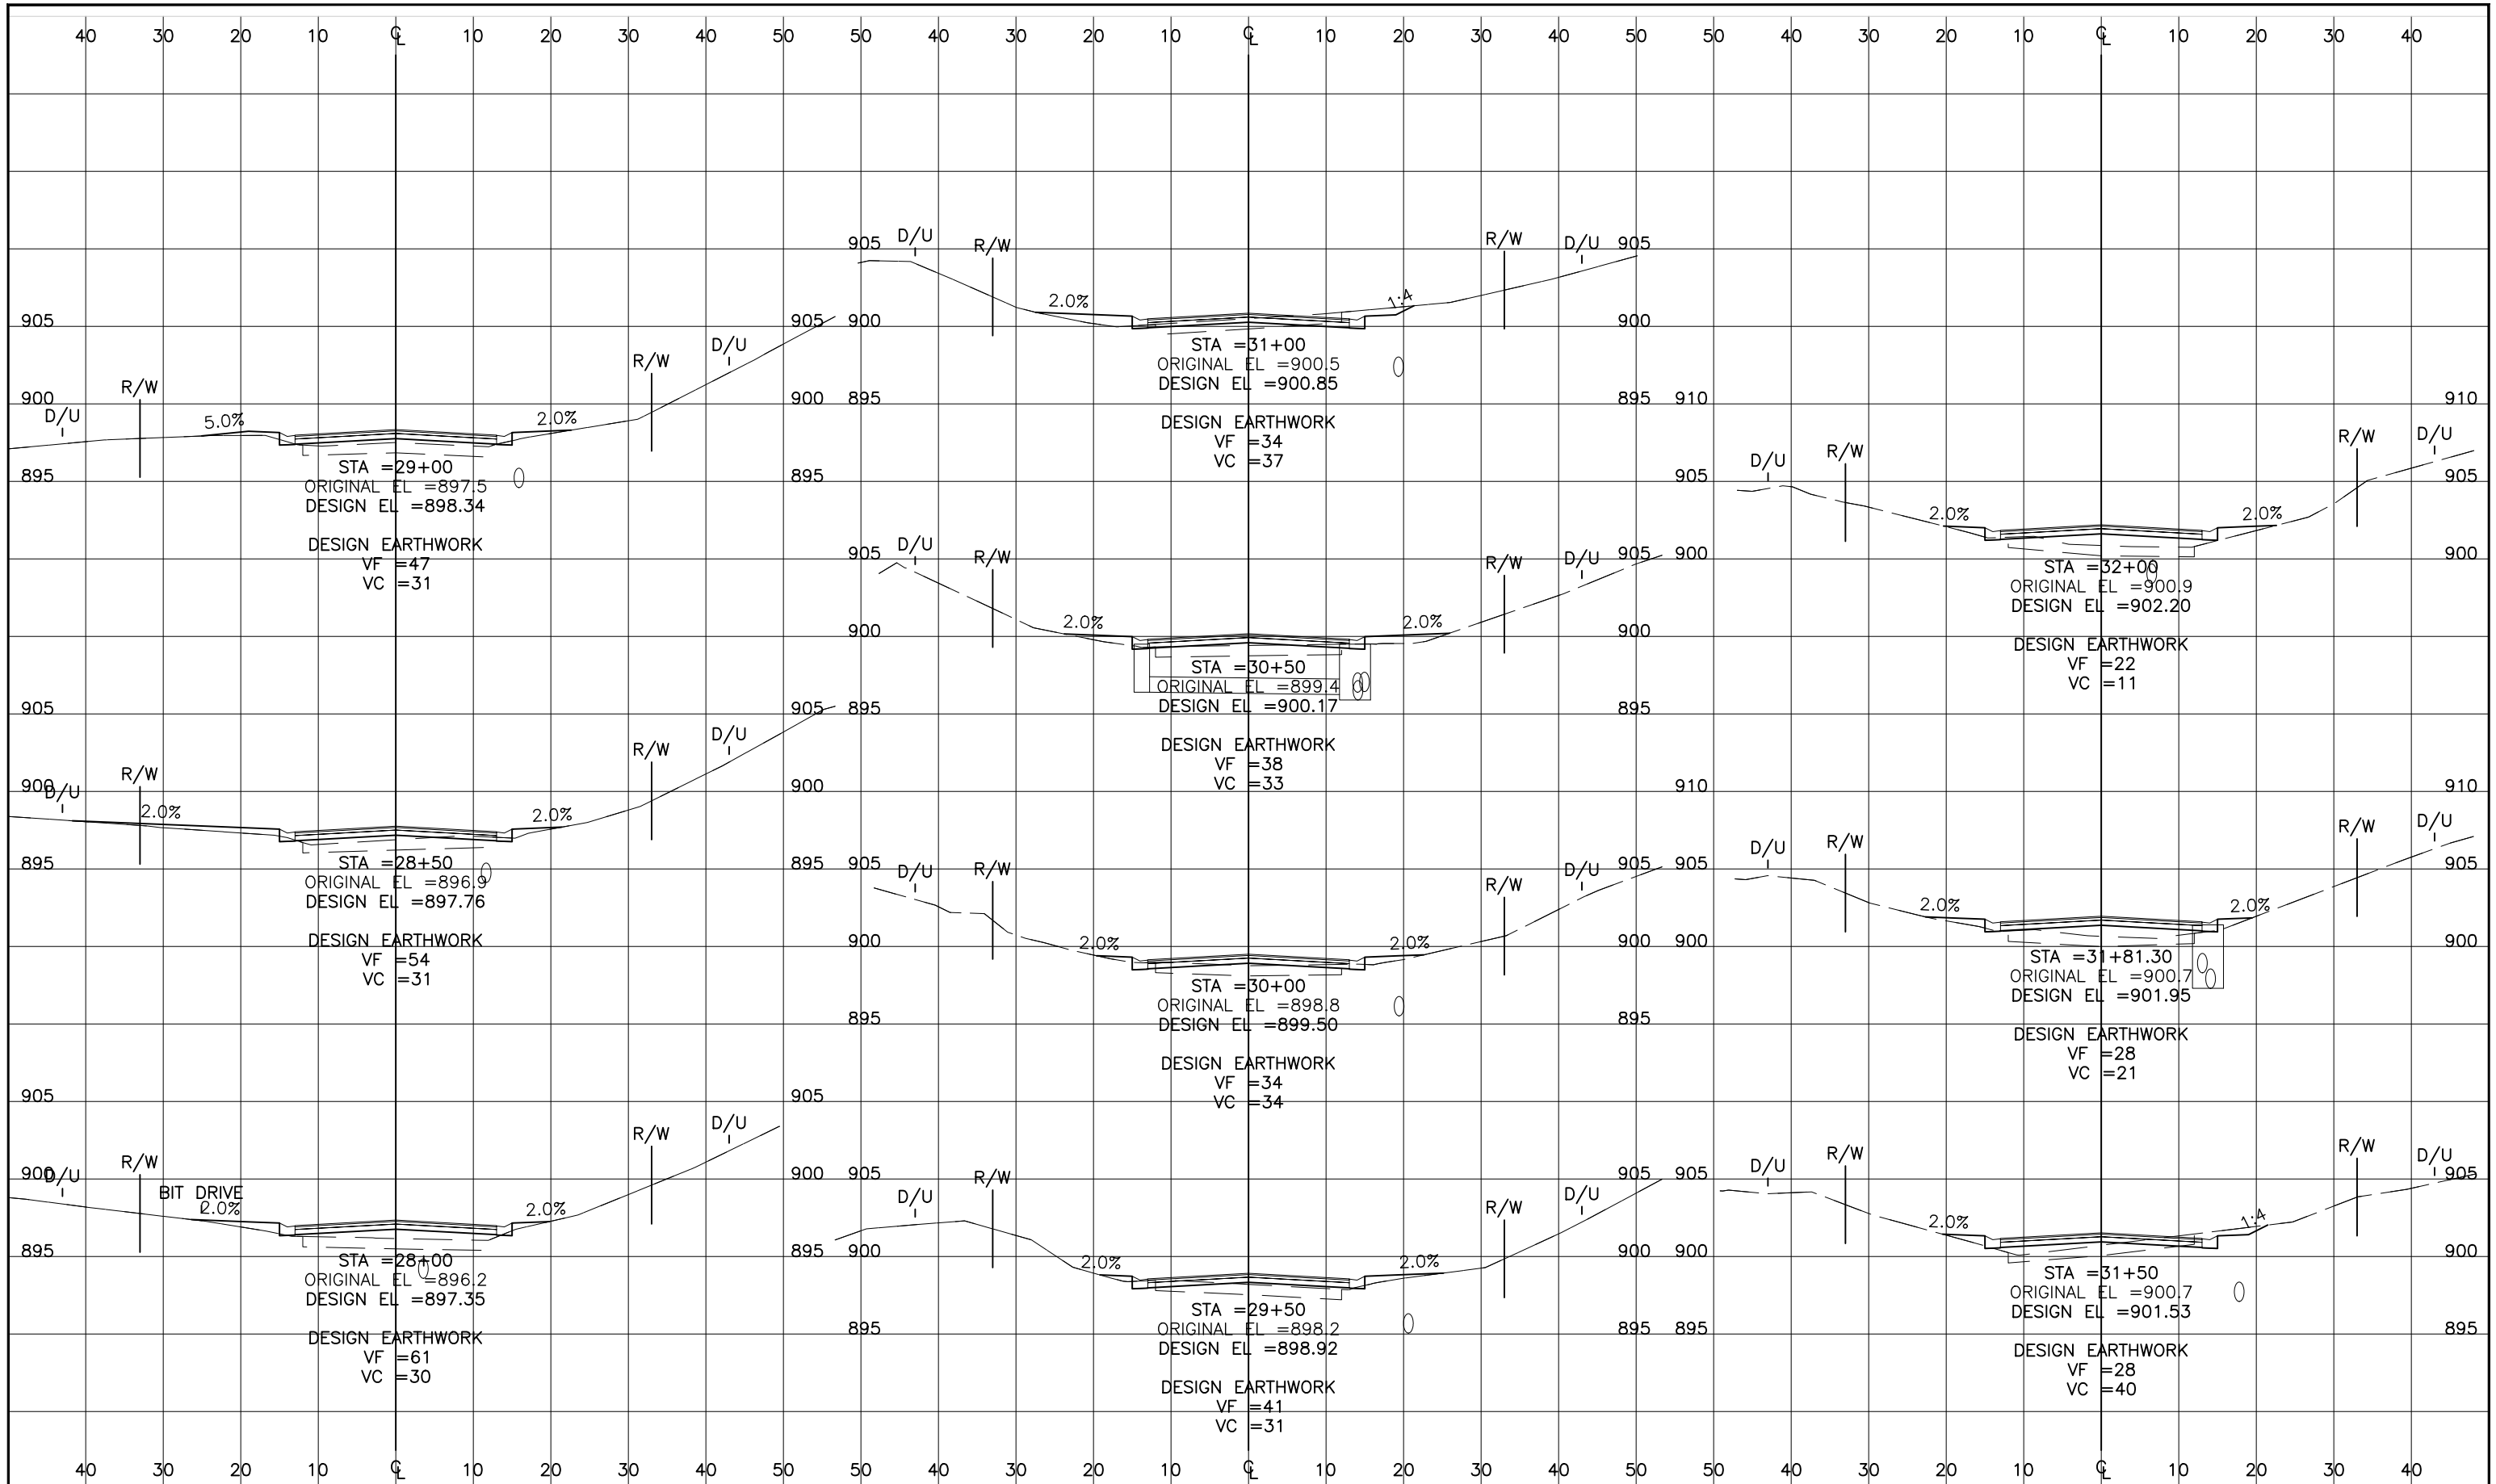 40 30 20 10 ℄ 10 20 30 40 50 50 40 30 20 10 ℄ 10 20 30 40 50 50 40 30 20 10 ℄ 10 20 30 40
905 905
900 900
895 895
D/U
R/W
5.0%
2.0%
R/W
D/U
STA =29+00
ORIGINAL EL =897.5
DESIGN EL =898.34
DESIGN EARTHWORK
VF =47
VC =31
905 905
900 900
895 895
D/U
R/W
2.0%
2.0%
R/W
D/U
STA =28+50
ORIGINAL EL =896.9
DESIGN EL =897.76
DESIGN EARTHWORK
VF =54
VC =31
905 905
900 900
895 895
D/U
R/W
BIT DRIVE
2.0%
2.0%
R/W
D/U
STA =28+00
ORIGINAL EL =896.2
DESIGN EL =897.35
DESIGN EARTHWORK
VF =61
VC =30
905 905
900 900
895 895
D/U
R/W
2.0%
1:4
R/W
D/U
STA =31+00
ORIGINAL EL =900.5
DESIGN EL =900.85
DESIGN EARTHWORK
VF =34
VC =37
905 905
900 900
895 895
D/U
R/W
2.0%
2.0%
R/W
D/U
STA =30+50
ORIGINAL EL =899.4
DESIGN EL =900.17
DESIGN EARTHWORK
VF =38
VC =33
905 905
900 900
895 895
D/U
R/W
2.0%
2.0%
R/W
D/U
STA =30+00
ORIGINAL EL =898.8
DESIGN EL =899.50
DESIGN EARTHWORK
VF =34
VC =34
905 905
900 900
895 895
D/U
R/W
2.0%
2.0%
R/W
D/U
STA =29+50
ORIGINAL EL =898.2
DESIGN EL =898.92
DESIGN EARTHWORK
VF =41
VC =31
910 910
905 905
900 900
D/U
R/W
2.0%
2.0%
R/W
D/U
STA =32+00
ORIGINAL EL =900.9
DESIGN EL =902.20
DESIGN EARTHWORK
VF =22
VC =11
910 910
905 905
900 900
D/U
R/W
2.0%
2.0%
R/W
D/U
STA =31+81.30
ORIGINAL EL =900.7
DESIGN EL =901.95
DESIGN EARTHWORK
VF =28
VC =21
905 905
900 900
895 895
D/U
R/W
2.0%
1:4
R/W
D/U
STA =31+50
ORIGINAL EL =900.7
DESIGN EL =901.53
DESIGN EARTHWORK
VF =28
VC =40
40 30 20 10 ℄ 10 20 30 40 50 50 40 30 20 10 ℄ 10 20 30 40 50 50 40 30 20 10 ℄ 10 20 30 40